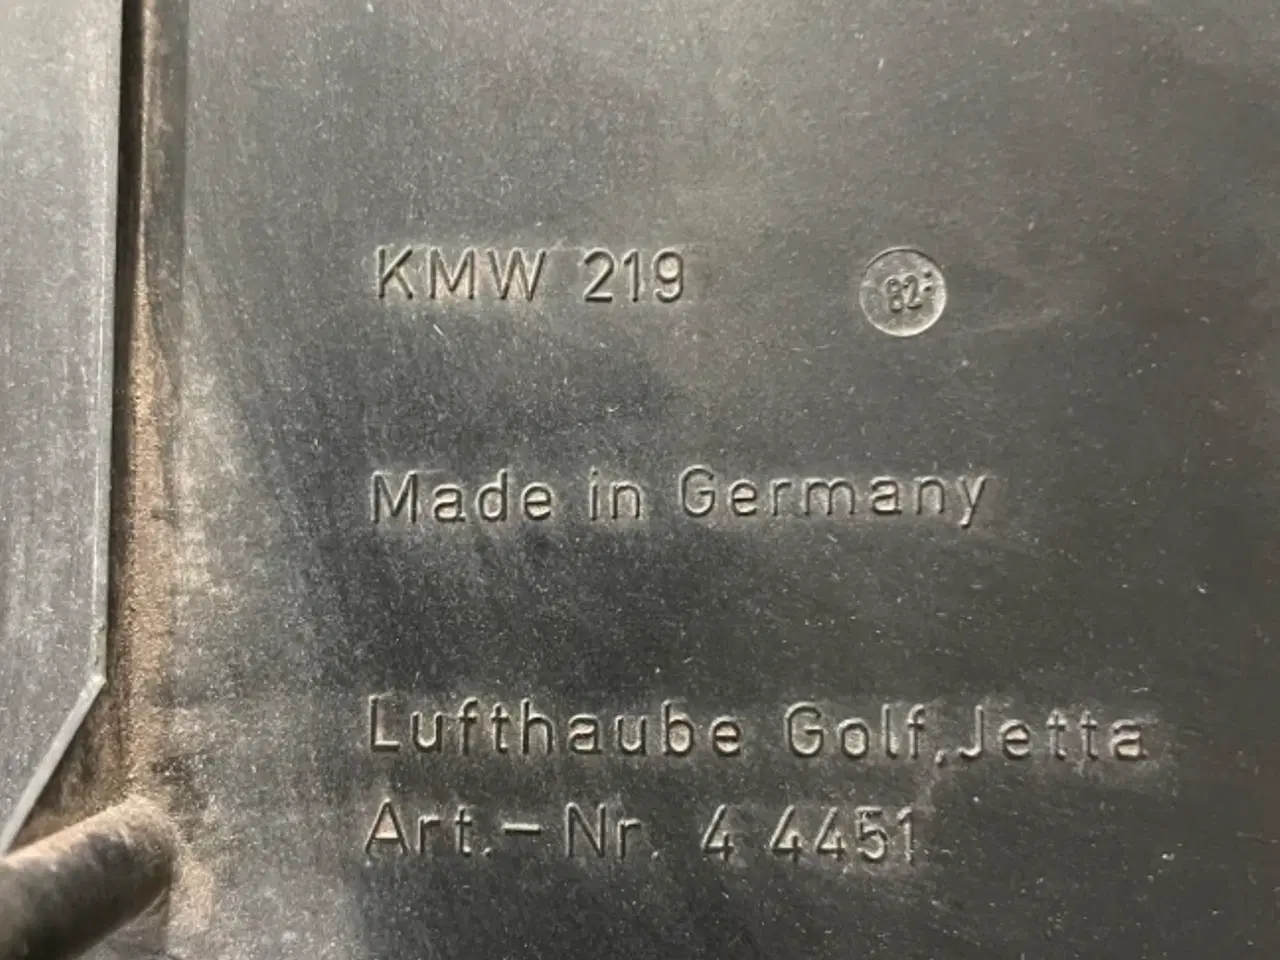 KMW 219
82
Made in Germany
Lufthaube Golf,Jetta
Art.-Nr. 4 4451